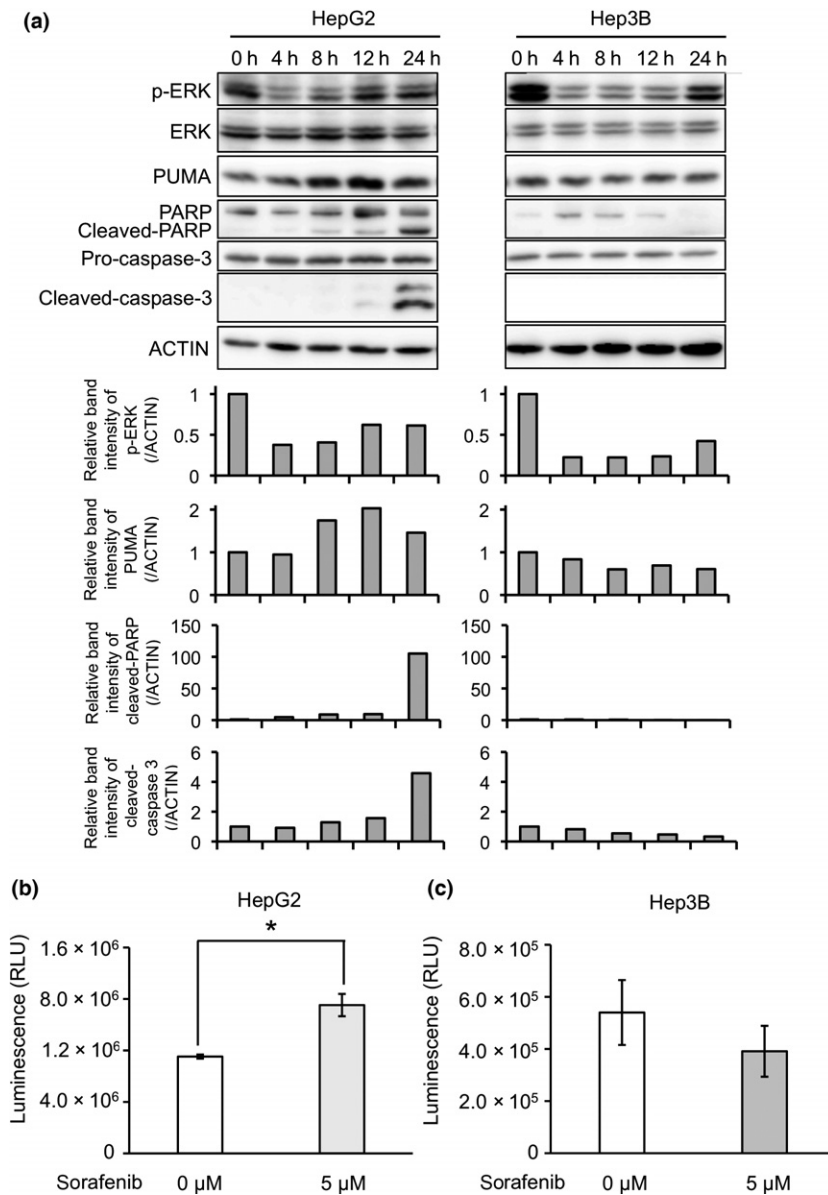 (a)
HepG2
Hep3B
0 h 4 h 8 h 12 h 24 h
0 h 4 h 8 h 12 h 24 h
p-ERK
ERK
PUMA
PARP
Cleaved-PARP
Pro-caspase-3
Cleaved-caspase-3
ACTIN
Relative band
intensity of
p-ERK
(/ACTIN)
1
0.5
0
1
0.5
0
Relative band
intensity of
PUMA
(/ACTIN)
2
1
0
2
1
0
Relative band
intensity of
cleaved-PARP
(/ACTIN)
150
100
50
0
150
100
50
0
Relative band
intensity of
cleaved-
caspase 3
(/ACTIN)
6
4
2
0
6
4
2
0
(b)
HepG2
Luminescence (RLU)
1.6 × 10⁶
8.0 × 10⁶
1.2 × 10⁶
4.0 × 10⁶
0
*
Sorafenib 0 μM 5 μM
(c)
Hep3B
Luminescence (RLU)
8.0 × 10⁵
6.0 × 10⁵
4.0 × 10⁵
2.0 × 10⁵
0
Sorafenib 0 μM 5 μM